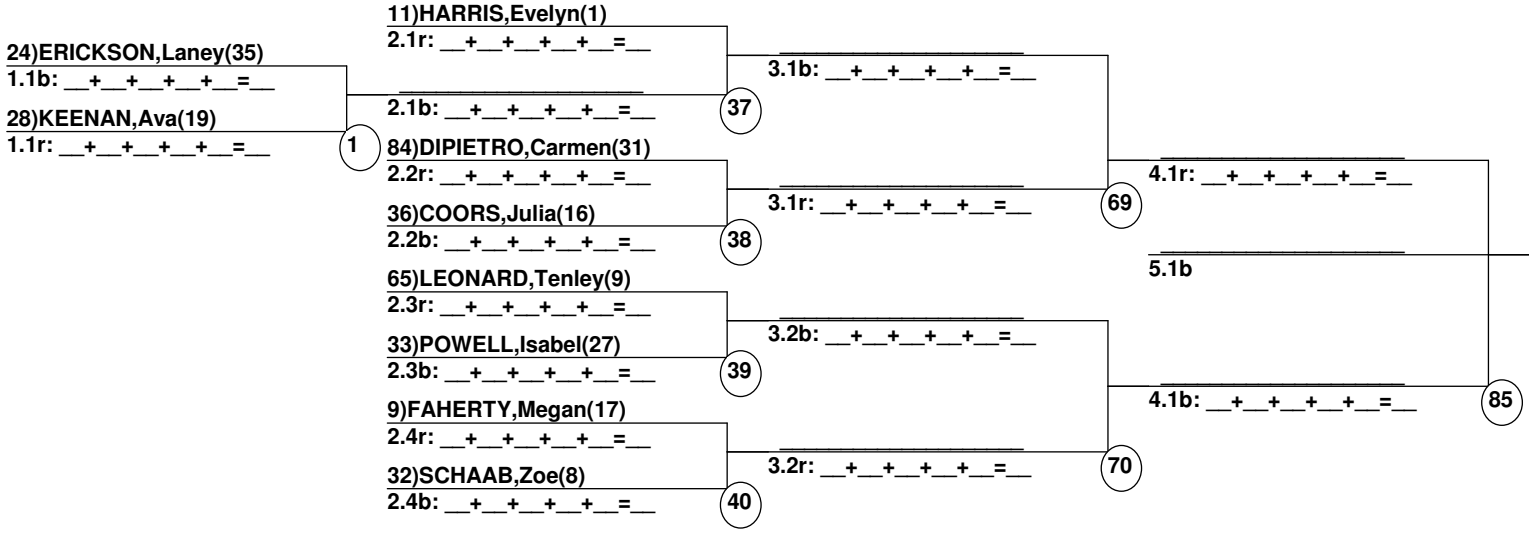 24)ERICKSON,Laney(35)
1.1b: __+__+__+__+__=__
28)KEENAN,Ava(19)
1.1r: __+__+__+__+__=__
1
11)HARRIS,Evelyn(1)
2.1r: __+__+__+__+__=__
2.1b: __+__+__+__+__=__
37
84)DIPIETRO,Carmen(31)
2.2r: __+__+__+__+__=__
36)COORS,Julia(16)
2.2b: __+__+__+__+__=__
38
65)LEONARD,Tenley(9)
2.3r: __+__+__+__+__=__
33)POWELL,Isabel(27)
2.3b: __+__+__+__+__=__
39
9)FAHERTY,Megan(17)
2.4r: __+__+__+__+__=__
32)SCHAAB,Zoe(8)
2.4b: __+__+__+__+__=__
40
3.1b: __+__+__+__+__=__
3.1r: __+__+__+__+__=__
69
3.2b: __+__+__+__+__=__
3.2r: __+__+__+__+__=__
70
4.1r: __+__+__+__+__=__
5.1b
4.1b: __+__+__+__+__=__
85